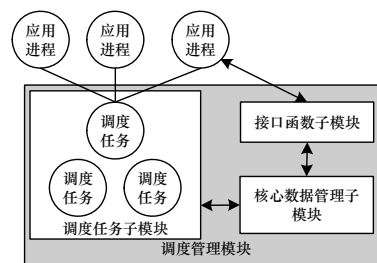 应用
进程
应用
进程
应用
进程
调度
任务
调度
任务
调度
任务
调度任务子模块
接口函数子模块
核心数据管理子
模块
调度管理模块